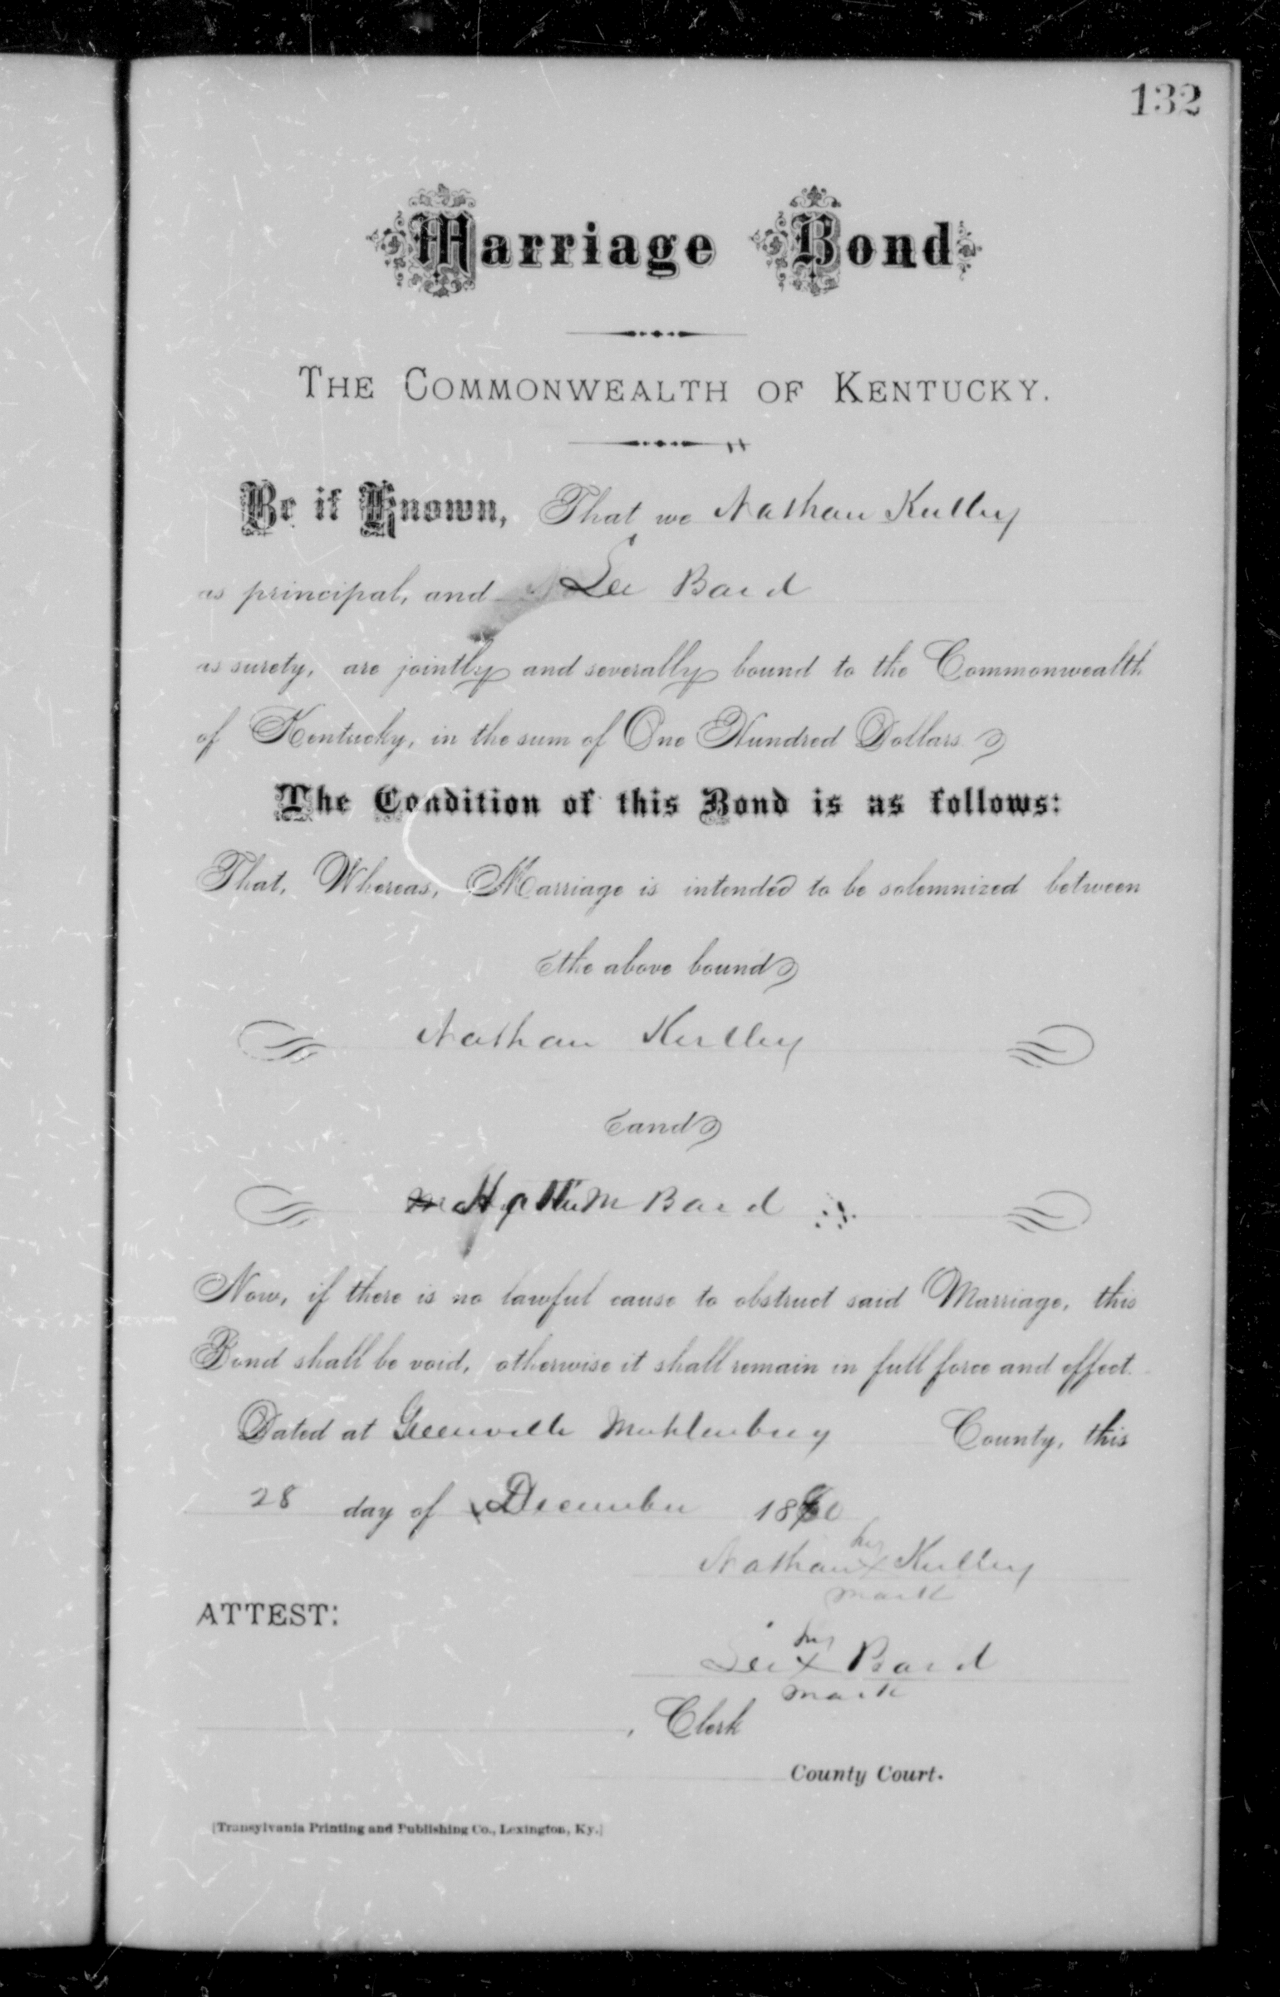 132
Marriage Bond
THE COMMONWEALTH OF KENTUCKY.
Be it Known, That we Nathan Kelley
as principal, and Lee Bard
as surety, are jointly and severally bound to the Commonwealth
of Kentucky, in the sum of One Hundred Dollars.
The Condition of this Bond is as follows:
That, Whereas, Marriage is intended to be solemnized between
the above bound
Nathan
and
M Bard
Now, if there is no lawful cause to obstruct said Marriage, this
Bond shall be void, otherwise it shall remain in full force and effect.
Dated at Greenville Muhlenburg County, this
28 day of December 1880
Nathan his x
mark
ATTEST:
Lee his x Bard
mark
, Clerk
County Court.
[Transylvania Printing and Publishing Co., Lexington, Ky.]